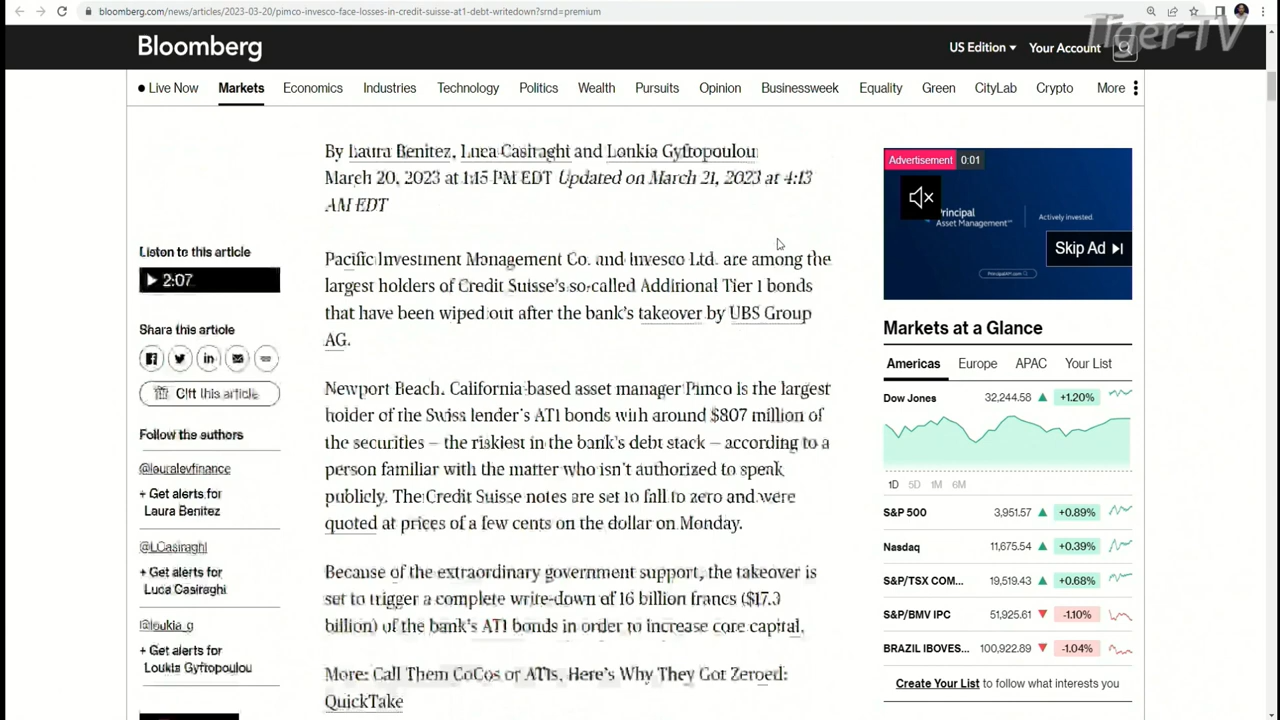 bloomberg.com/news/articles/2023-03-20/pimco-invesco-face-losses-in-credit-suisse-at1-debt-writedown?srnd=premium
Tiger-TV
Bloomberg
US Edition Your Account
Live Now Markets Economics Industries Technology Politics Wealth Pursuits Opinion Businessweek Equality Green CityLab Crypto More
By Laura Benitez, Luca Casiraghi and Loukia Gyftopoulou
March 20, 2023 at 1:15 PM EDT Updated on March 21, 2023 at 4:13
AM EDT
Listen to this article
2:07
Share this article
Gift this article
Follow the authors
@lauralevfinance
+ Get alerts for
Laura Benitez
@LCasiraghi
+ Get alerts for
Luca Casiraghi
@loukia_g
+ Get alerts for
Loukia Gyftopoulou
Pacific Investment Management Co. and Invesco Ltd. are among the
largest holders of Credit Suisse's so-called Additional Tier 1 bonds
that have been wiped out after the bank's takeover by UBS Group
AG.
Newport Beach, California-based asset manager Pimco is the largest
holder of the Swiss lender's AT1 bonds with around $807 million of
the securities — the riskiest in the bank's debt stack — according to a
person familiar with the matter who isn't authorized to speak
publicly. The Credit Suisse notes are set to fall to zero and were
quoted at prices of a few cents on the dollar on Monday.
Because of the extraordinary government support, the takeover is
set to trigger a complete write-down of 16 billion francs ($17.3
billion) of the bank's AT1 bonds in order to increase core capital.
More: Call Them CoCos or AT1s, Here's Why They Got Zeroed:
QuickTake
Advertisement 0:01
Principal
Asset Management
Actively invested.
Skip Ad
Markets at a Glance
Americas Europe APAC Your List
Dow Jones 32,244.58 +1.20%
1D 5D 1M 6M
S&P 500 3,951.57 +0.89%
Nasdaq 11,675.54 +0.39%
S&P/TSX COM... 19,519.43 +0.68%
S&P/BMV IPC 51,925.61 -1.10%
BRAZIL IBOVES... 100,922.89 -1.04%
Create Your List to follow what interests you